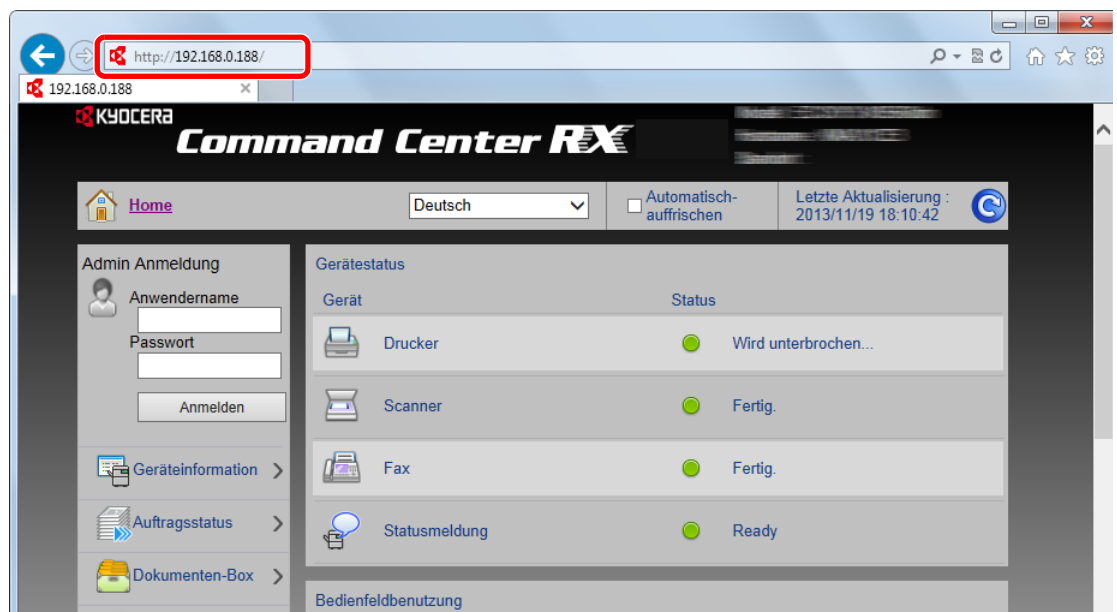 http://192.168.0.188/
192.168.0.188
KYOCERA
Command Center RX
Home
Deutsch
Automatisch-
auffrischen
Letzte Aktualisierung :
2013/11/19 18:10:42
Admin Anmeldung
Anwendername
Passwort
Anmelden
Geräteinformation
Auftragsstatus
Dokumenten-Box
Gerätestatus
Gerät Status
Drucker Wird unterbrochen...
Scanner Fertig.
Fax Fertig.
Statusmeldung Ready
Bedienfeldbenutzung